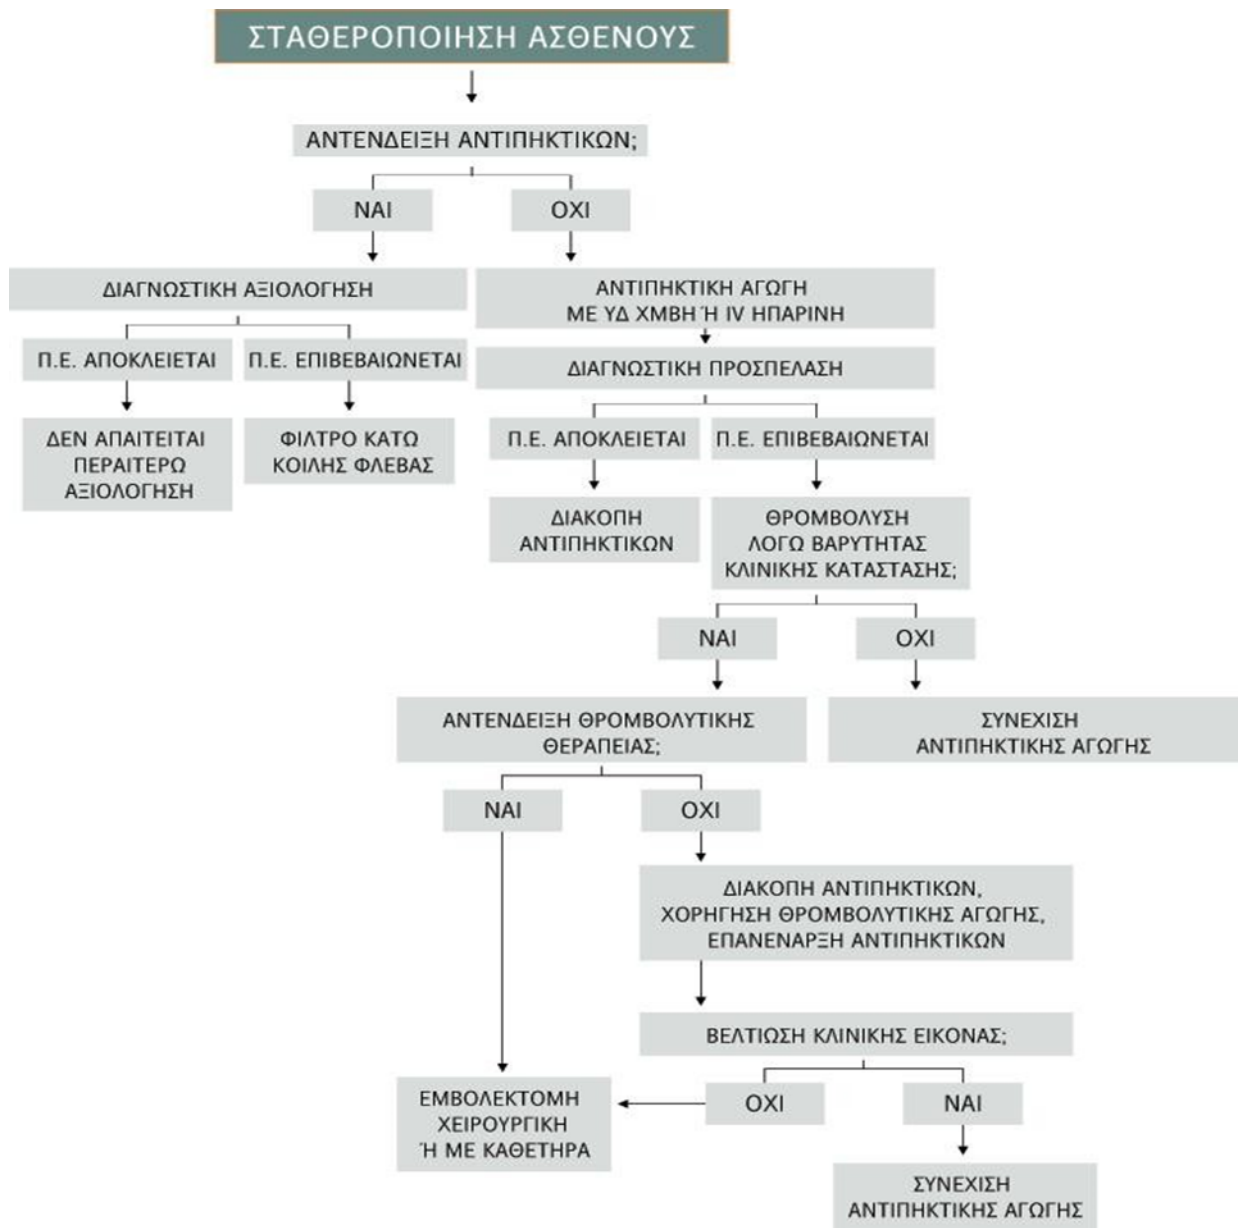 ΣΤΑΘΕΡΟΠΟΙΗΣΗ ΑΣΘΕΝΟΥΣ
ΑΝΤΕΝΔΕΙΞΗ ΑΝΤΙΠΗΚΤΙΚΩΝ;
ΝΑΙ
ΟΧΙ
ΔΙΑΓΝΩΣΤΙΚΗ ΑΞΙΟΛΟΓΗΣΗ
ΑΝΤΙΠΗΚΤΙΚΗ ΑΓΩΓΗ
ΜΕ ΥΔ ΧΜΒΗ Ή IV ΗΠΑΡΙΝΗ
Π.Ε. ΑΠΟΚΛΕΙΕΤΑΙ
Π.Ε. ΕΠΙΒΕΒΑΙΩΝΕΤΑΙ
ΔΙΑΓΝΩΣΤΙΚΗ ΠΡΟΣΠΕΛΑΣΗ
ΔΕΝ ΑΠΑΙΤΕΙΤΑΙ
ΠΕΡΑΙΤΕΡΩ
ΑΞΙΟΛΟΓΗΣΗ
ΦΙΛΤΡΟ ΚΑΤΩ
ΚΟΙΛΗΣ ΦΛΕΒΑΣ
Π.Ε. ΑΠΟΚΛΕΙΕΤΑΙ
Π.Ε. ΕΠΙΒΕΒΑΙΩΝΕΤΑΙ
ΔΙΑΚΟΠΗ
ΑΝΤΙΠΗΚΤΙΚΩΝ
ΘΡΟΜΒΟΛΥΣΗ
ΛΟΓΩ ΒΑΡΥΤΗΤΑΣ
ΚΛΙΝΙΚΗΣ ΚΑΤΑΣΤΑΣΗΣ;
ΝΑΙ
ΟΧΙ
ΑΝΤΕΝΔΕΙΞΗ ΘΡΟΜΒΟΛΥΤΙΚΗΣ
ΘΕΡΑΠΕΙΑΣ;
ΣΥΝΕΧΙΣΗ
ΑΝΤΙΠΗΚΤΙΚΗΣ ΑΓΩΓΗΣ
ΝΑΙ
ΟΧΙ
ΔΙΑΚΟΠΗ ΑΝΤΙΠΗΚΤΙΚΩΝ,
ΧΟΡΗΓΗΣΗ ΘΡΟΜΒΟΛΥΤΙΚΗΣ ΑΓΩΓΗΣ,
ΕΠΑΝΕΝΑΡΞΗ ΑΝΤΙΠΗΚΤΙΚΩΝ
ΒΕΛΤΙΩΣΗ ΚΛΙΝΙΚΗΣ ΕΙΚΟΝΑΣ;
ΕΜΒΟΛΕΚΤΟΜΗ
ΧΕΙΡΟΥΡΓΙΚΗ
Ή ΜΕ ΚΑΘΕΤΗΡΑ
ΟΧΙ
ΝΑΙ
ΣΥΝΕΧΙΣΗ
ΑΝΤΙΠΗΚΤΙΚΗΣ ΑΓΩΓΗΣ